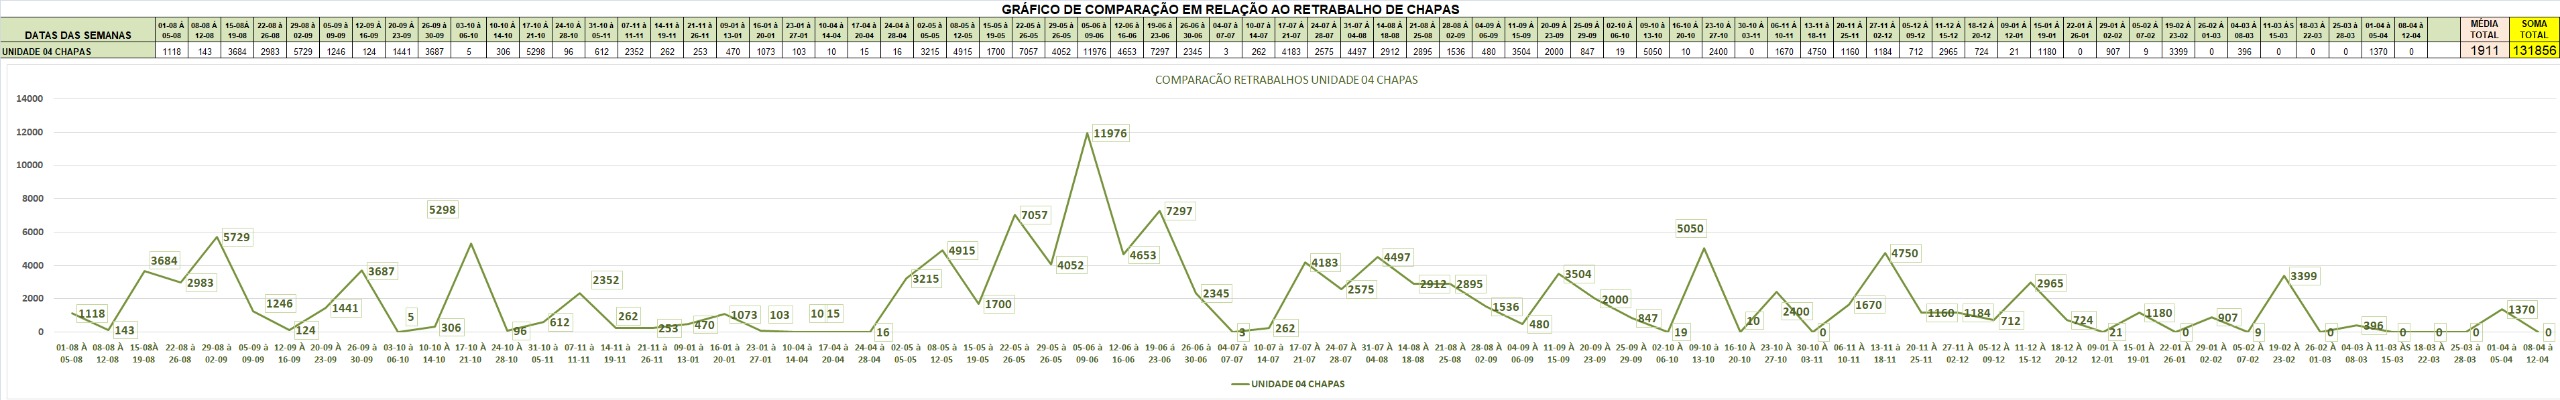 GRÁFICO DE COMPARAÇÃO EM RELAÇÃO AO RETRABALHO DE CHAPAS
DATAS DAS SEMANAS 01-08 À 05-08 08-08 À 12-08 15-08À 19-08 22-08 à 26-08 29-08 à 02-09 05-09 à 09-09 12-09 À 16-09 20-09 À 23-09 26-09 à 30-09 03-10 à 06-10 10-10 À 14-10 17-10 À 21-10 24-10 À 28-10 31-10 à 05-11 07-11 à 11-11 14-11 à 19-11 21-11 à 26-11 09-01 à 13-01 16-01 à 20-01 23-01 à 27-01 10-04 à 14-04 17-04 à 20-04 24-04 à 28-04 02-05 à 05-05 08-05 à 12-05 15-05 à 19-05 22-05 à 26-05 29-05 à 26-05 05-06 à 09-06 12-06 à 16-06 19-06 à 23-06 26-06 à 30-06 04-07 à 07-07 10-07 à 14-07 17-07 À 21-07 24-07 À 28-07 31-07 À 04-08 14-08 À 18-08 21-08 À 25-08 28-08 À 02-09 04-09 À 06-09 11-09 À 15-09 20-09 À 23-09 25-09 À 29-09 02-10 À 06-10 09-10 à 13-10 16-10 À 20-10 23-10 À 27-10 30-10 À 03-11 06-11 À 10-11 13-11 à 18-11 20-11 À 25-11 27-11 À 02-12 05-12 À 09-12 11-12 À 15-12 18-12 À 20-12 09-01 À 12-01 15-01 À 19-01 22-01 À 26-01 29-01 À 02-02 05-02 À 07-02 19-02 À 23-02 26-02 À 01-03 04-03 À 08-03 11-03 ÀS 15-03 18-03 À 22-03 25-03 à 28-03 01-04 à 05-04 08-04 à 12-04 MÉDIA TOTAL SOMA TOTAL
UNIDADE 04 CHAPAS 1118 143 3684 2983 5729 1246 124 1441 3687 5 306 5298 96 612 2352 262 253 470 1073 103 10 15 16 3215 4915 1700 7057 4052 11976 4653 7297 2345 3 262 4183 2575 4497 2912 2895 1536 480 3504 2000 847 19 5050 10 2400 0 1670 4750 1160 1184 712 2965 724 21 1180 0 907 9 3399 0 396 0 0 0 1370 0 1911 131856
COMPARACÃO RETRABALHOS UNIDADE 04 CHAPAS
14000
12000
10000
8000
6000
4000
2000
0
1118 143 3684 2983 5729 1246 124 1441 3687 5 306 5298 96 612 2352 262 253 470 1073 103 10 15 16 3215 4915 1700 7057 4052 11976 4653 7297 2345 3 262 4183 2575 4497 2912 2895 1536 480 3504 2000 847 19 5050 10 2400 0 1670 4750 1160 1184 712 2965 724 21 1180 0 907 9 3399 0 396 0 0 0 1370 0
01-08 À 08-08 À 15-08À 22-08 à 29-08 à 05-09 à 12-09 À 20-09 À 26-09 à 03-10 à 10-10 À 17-10 À 24-10 À 31-10 à 07-11 à 14-11 à 21-11 à 09-01 à 16-01 à 23-01 à 10-04 à 17-04 à 24-04 à 02-05 à 08-05 à 15-05 à 22-05 à 29-05 à 05-06 à 12-06 à 19-06 à 26-06 à 04-07 à 10-07 à 17-07 À 24-07 À 31-07 À 14-08 À 21-08 À 28-08 À 04-09 À 11-09 À 20-09 À 25-09 À 02-10 À 09-10 à 16-10 À 23-10 À 30-10 À 06-11 À 13-11 à 20-11 À 27-11 À 05-12 À 11-12 À 18-12 À 09-01 À 15-01 À 22-01 À 29-01 À 05-02 À 19-02 À 26-02 À 04-03 À 11-03 ÀS 18-03 À 25-03 à 01-04 à 08-04 à
05-08 12-08 19-08 26-08 02-09 09-09 16-09 23-09 30-09 06-10 14-10 21-10 28-10 05-11 11-11 19-11 26-11 13-01 20-01 27-01 14-04 20-04 28-04 05-05 12-05 19-05 26-05 26-05 09-06 16-06 23-06 30-06 07-07 14-07 21-07 28-07 04-08 18-08 25-08 02-09 06-09 15-09 23-09 29-09 06-10 13-10 20-10 27-10 03-11 10-11 18-11 25-11 02-12 09-12 15-12 20-12 12-01 19-01 26-01 02-02 07-02 23-02 01-03 08-03 15-03 22-03 28-03 05-04 12-04
UNIDADE 04 CHAPAS